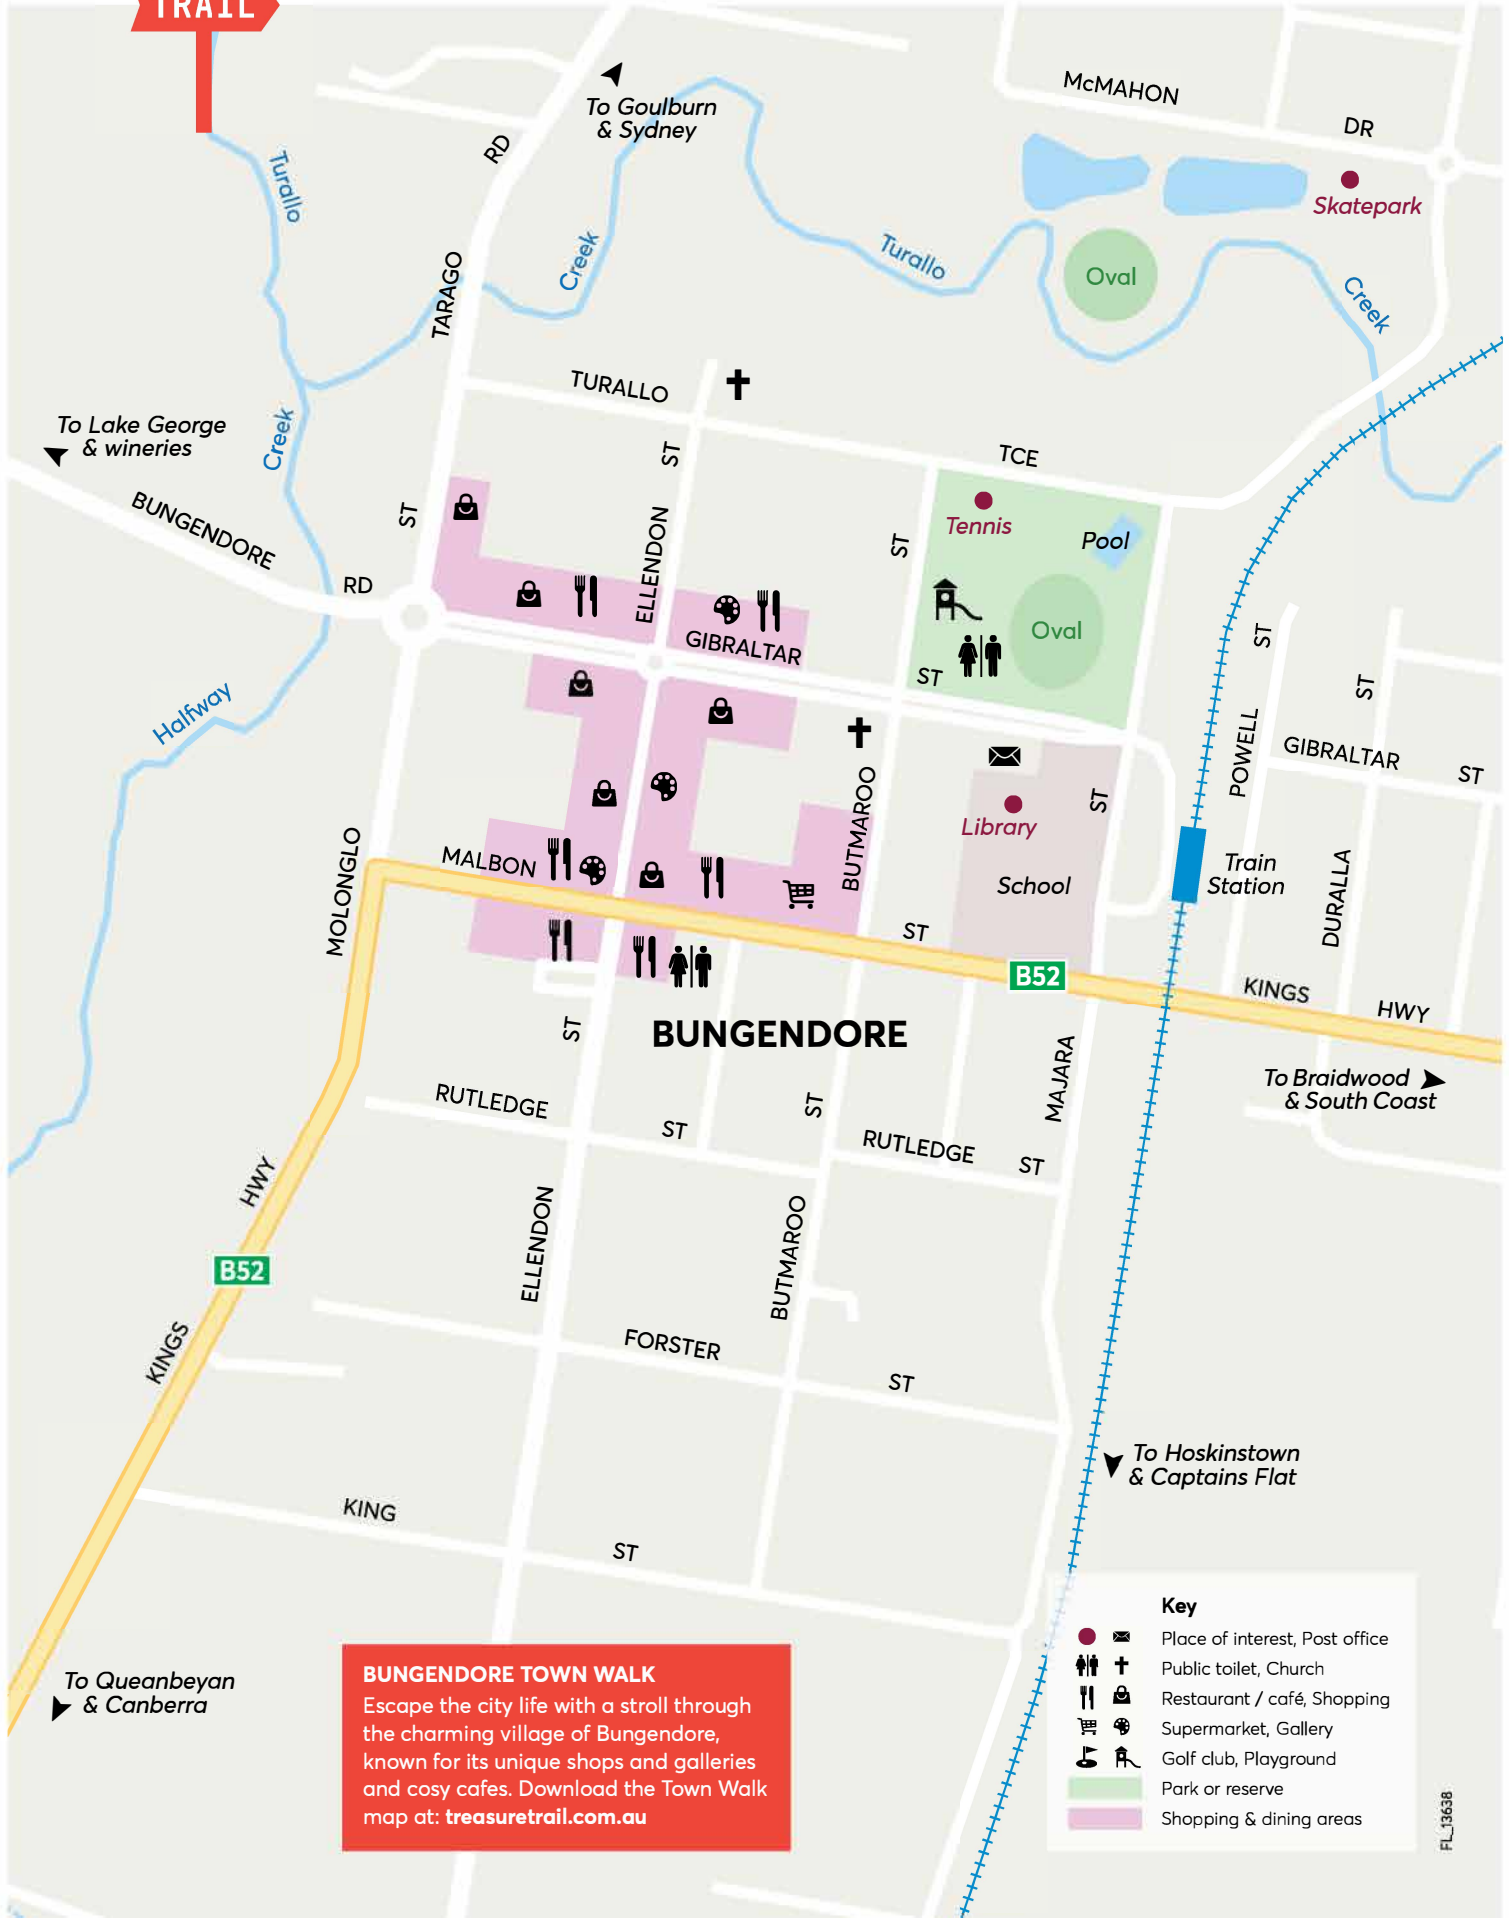 TRAIL
To Goulburn
& Sydney
McMAHON
DR
RD
Turallo
Skatepark
Creek
Turallo
Oval
Creek
TARAGO
TURALLO
To Lake George
& wineries
Creek
ST
TCE
BUNGENDORE
ST
ELLENDON
ST
Tennis
Pool
RD
Oval
GIBRALTAR
ST
ST
ST
Halfway
POWELL
GIBRALTAR
ST
BUTMAROO
ST
Library
MOLONGLO
MALBON
School
Train
Station
DURALLA
ST
B52
KINGS
HWY
ST
BUNGENDORE
MAJARA
To Braidwood
& South Coast
RUTLEDGE
ST
ST
RUTLEDGE
ST
HWY
ELLENDON
BUTMAROO
B52
KINGS
FORSTER
ST
To Hoskinstown
& Captains Flat
KING
ST
To Queanbeyan
& Canberra
BUNGENDORE TOWN WALK
Escape the city life with a stroll through
the charming village of Bungendore,
known for its unique shops and galleries
and cosy cafes. Download the Town Walk
map at: treasuretrail.com.au
Key
Place of interest, Post office
Public toilet, Church
Restaurant / café, Shopping
Supermarket, Gallery
Golf club, Playground
Park or reserve
Shopping & dining areas
FL_13638